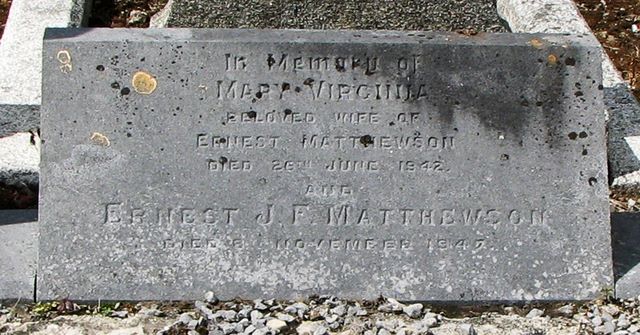 IN MEMORY OF
MARY VIRGINIA
BELOVED WIFE OF
ERNEST MATTHEWSON
DIED 26TH JUNE 1942.
AND
ERNEST J. F. MATTHEWSON
DIED NOVEMBER 1947.